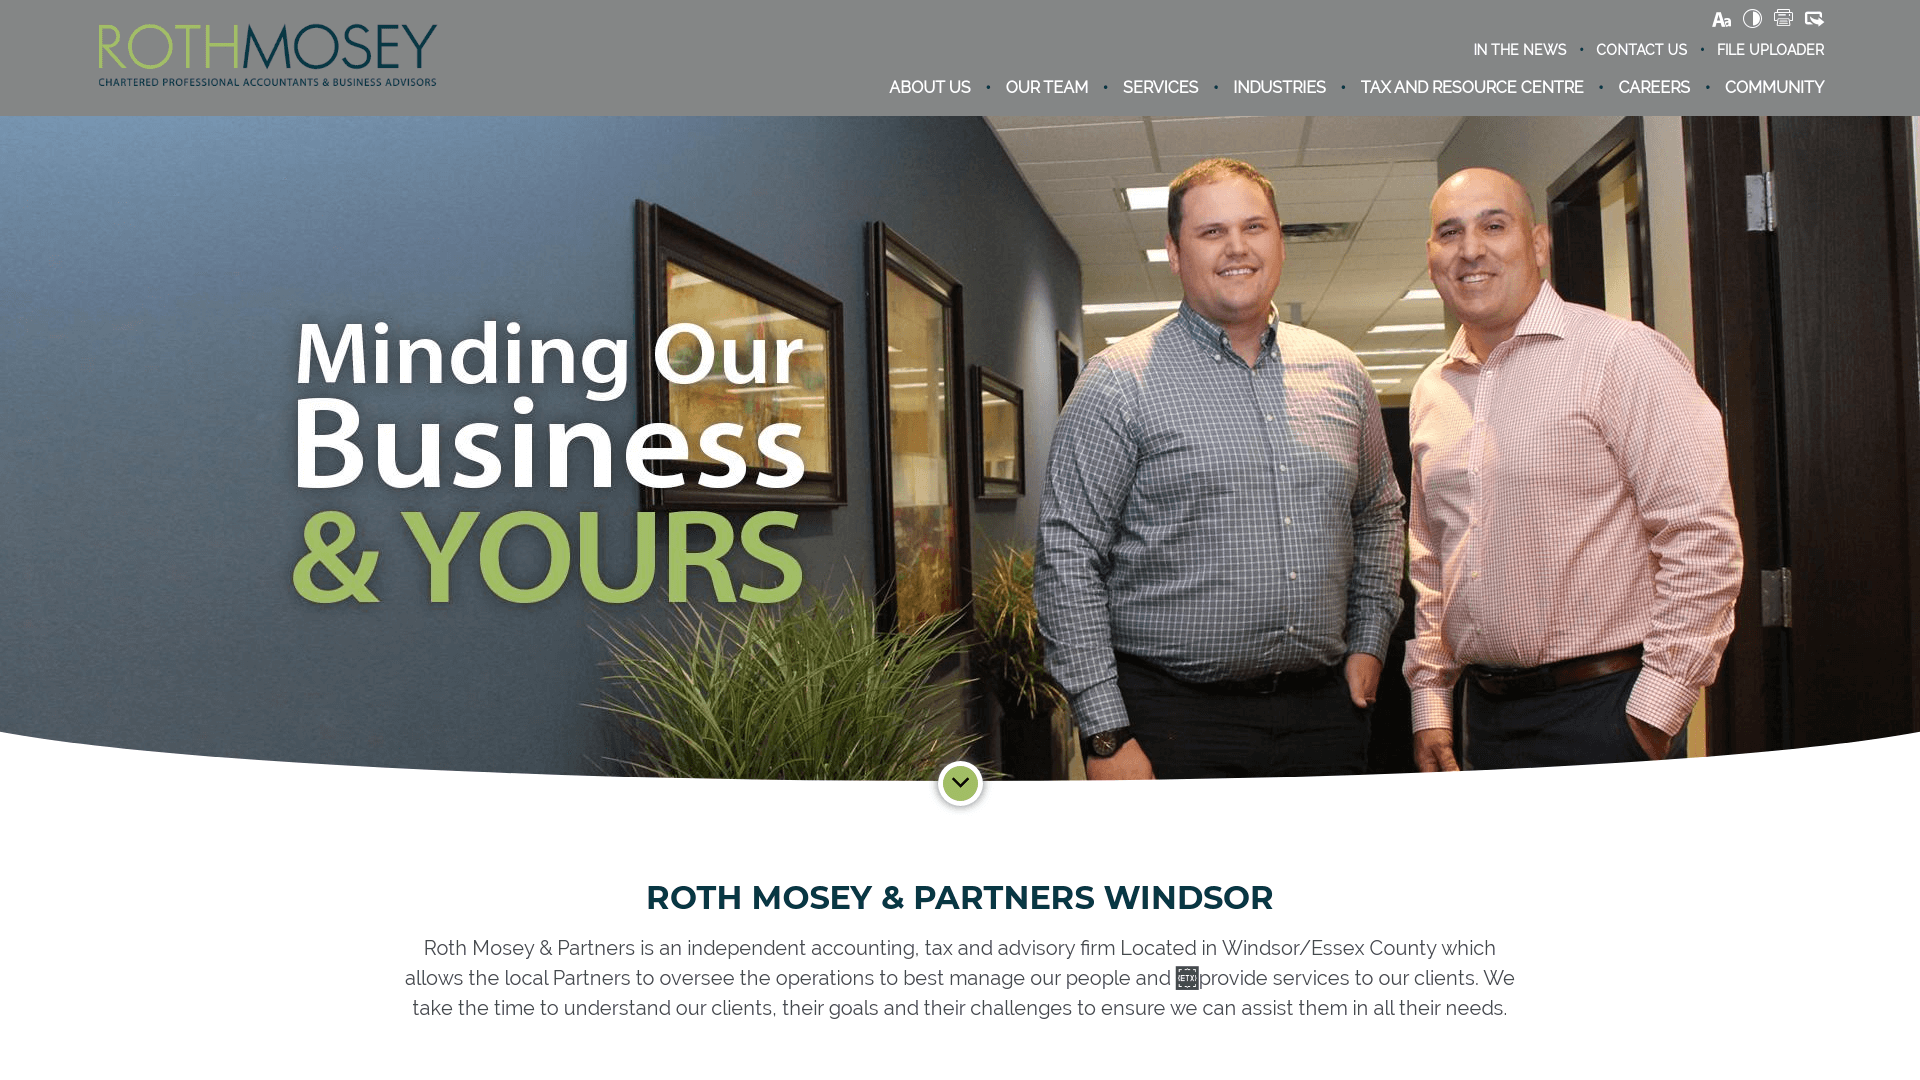 ROTHMOSEY
CHARTERED PROFESSIONAL ACCOUNTANTS & BUSINESS ADVISORS
Aa
IN THE NEWS • CONTACT US • FILE UPLOADER
ABOUT US • OUR TEAM • SERVICES • INDUSTRIES • TAX AND RESOURCE CENTRE • CAREERS • COMMUNITY
Minding Our
Business
& YOURS
ROTH MOSEY & PARTNERS WINDSOR
Roth Mosey & Partners is an independent accounting, tax and advisory firm Located in Windsor/Essex County which
allows the local Partners to oversee the operations to best manage our people and ETX provide services to our clients. We
take the time to understand our clients, their goals and their challenges to ensure we can assist them in all their needs.